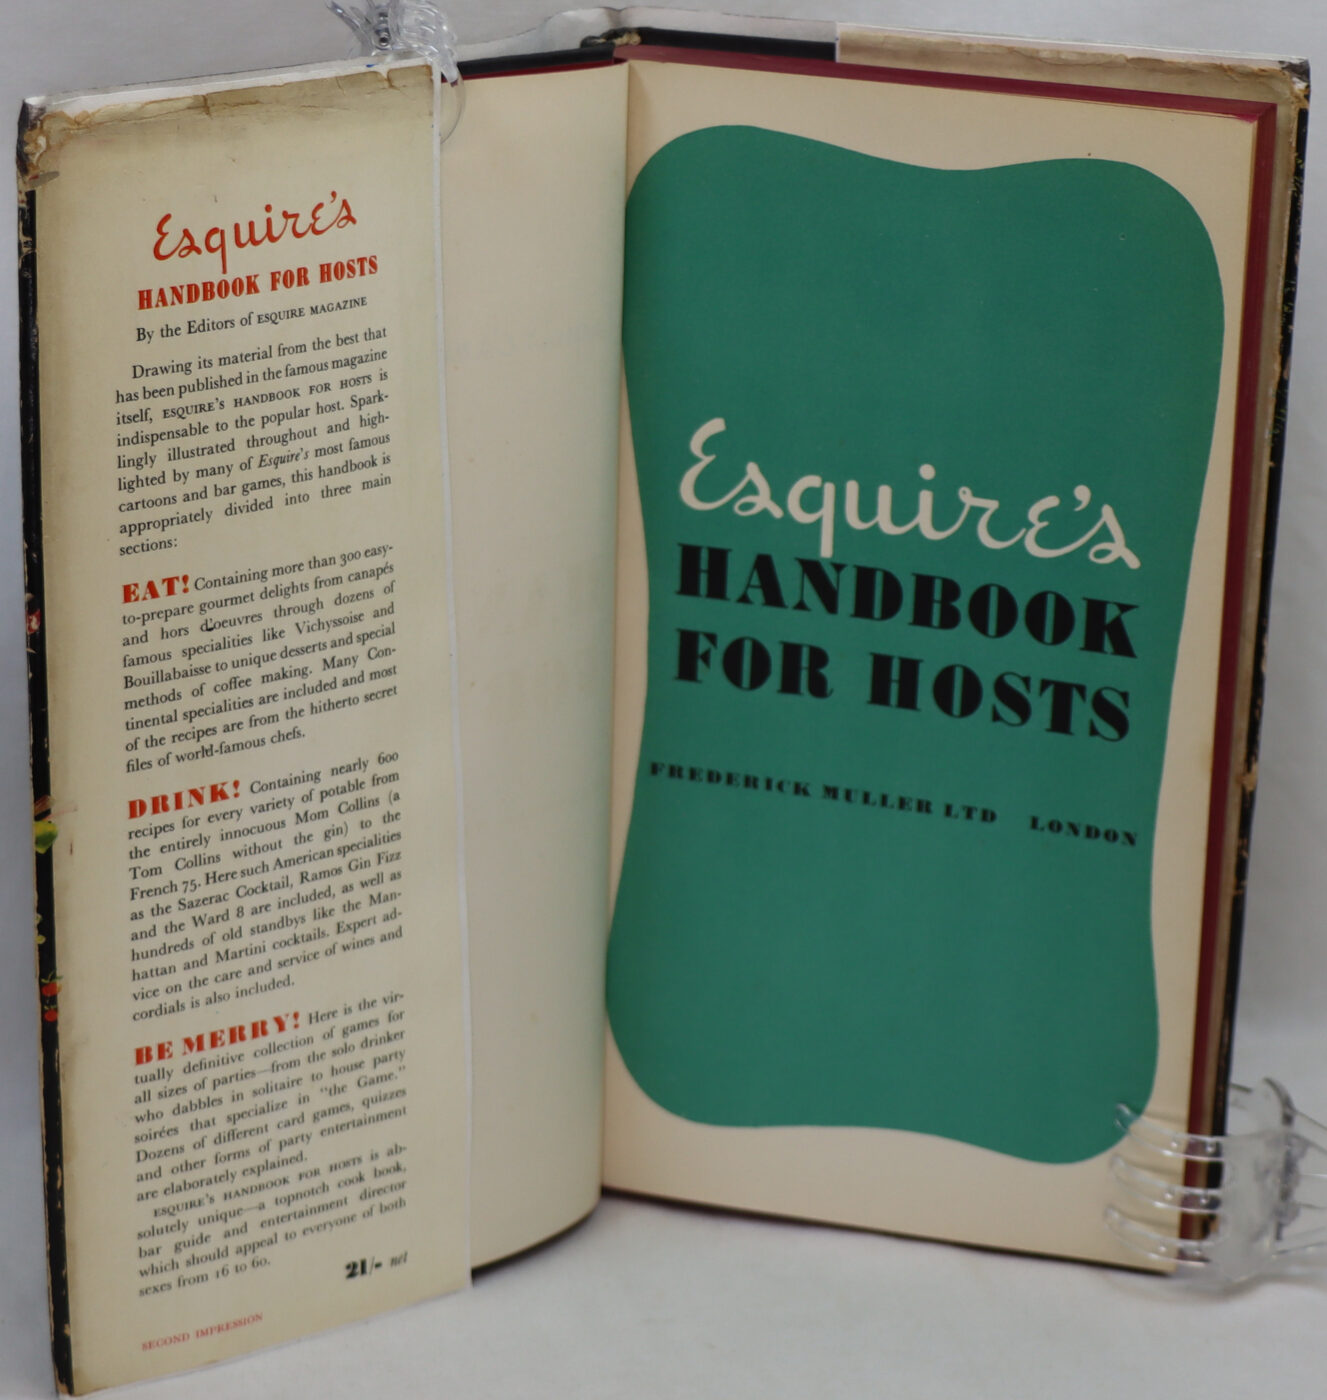 Esquire's
HANDBOOK FOR HOSTS
By the Editors of ESQUIRE MAGAZINE
Drawing its material from the best that
has been published in the famous magazine
itself, ESQUIRE'S HANDBOOK FOR HOSTS is
indispensable to the popular host. Spark-
lingly illustrated throughout and high-
lighted by many of Esquire's most famous
cartoons and bar games, this handbook is
appropriately divided into three main
sections:
EAT! Containing more than 300 easy-
to-prepare gourmet delights from canapés
and hors d'oeuvres through dozens of
famous specialities like Vichyssoise and
Bouillabaisse to unique desserts and special
methods of coffee making. Many Con-
tinental specialities are included and most
of the recipes are from the hitherto secret
files of world-famous chefs.
DRINK! Containing nearly 600
recipes for every variety of potable from
the entirely innocuous Mom Collins (a
Tom Collins without the gin) to the
French 75. Here such American specialities
as the Sazerac Cocktail, Ramos Gin Fizz
and the Ward 8 are included, as well as
hundreds of old standbys like the Man-
hattan and Martini cocktails. Expert ad-
vice on the care and service of wines and
cordials is also included.
BE MERRY! Here is the vir-
tually definitive collection of games for
all sizes of parties—from the solo drinker
who dabbles in solitaire to house party
soirées that specialize in "the Game."
Dozens of different card games, quizzes
and other forms of party entertainment
are elaborately explained.
ESQUIRE'S HANDBOOK FOR HOSTS is ab-
solutely unique—a topnotch cook book,
bar guide and entertainment director
which should appeal to everyone of both
sexes from 16 to 60.
21/- net
SECOND IMPRESSION
Esquire's
HANDBOOK
FOR HOSTS
FREDERICK MULLER LTD LONDON